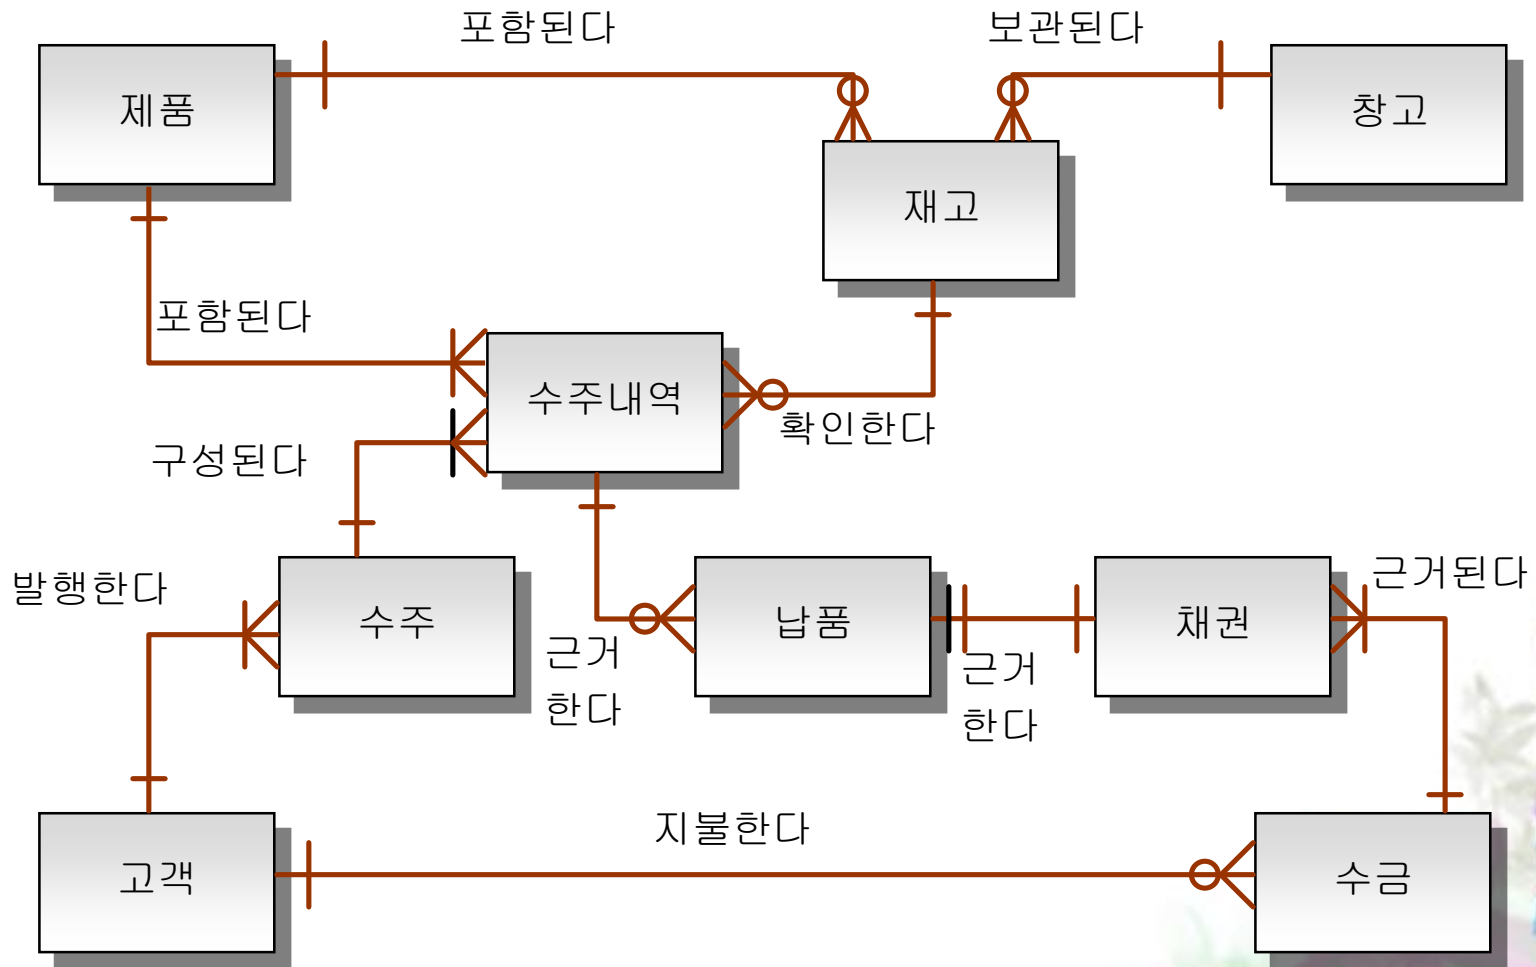 포함된다
보관된다
제품
창고
재고
포함된다
수주내역
확인한다
구성된다
발행한다
수주
납품
채권
근거된다
근거
한다
근거
한다
지불한다
고객
수금